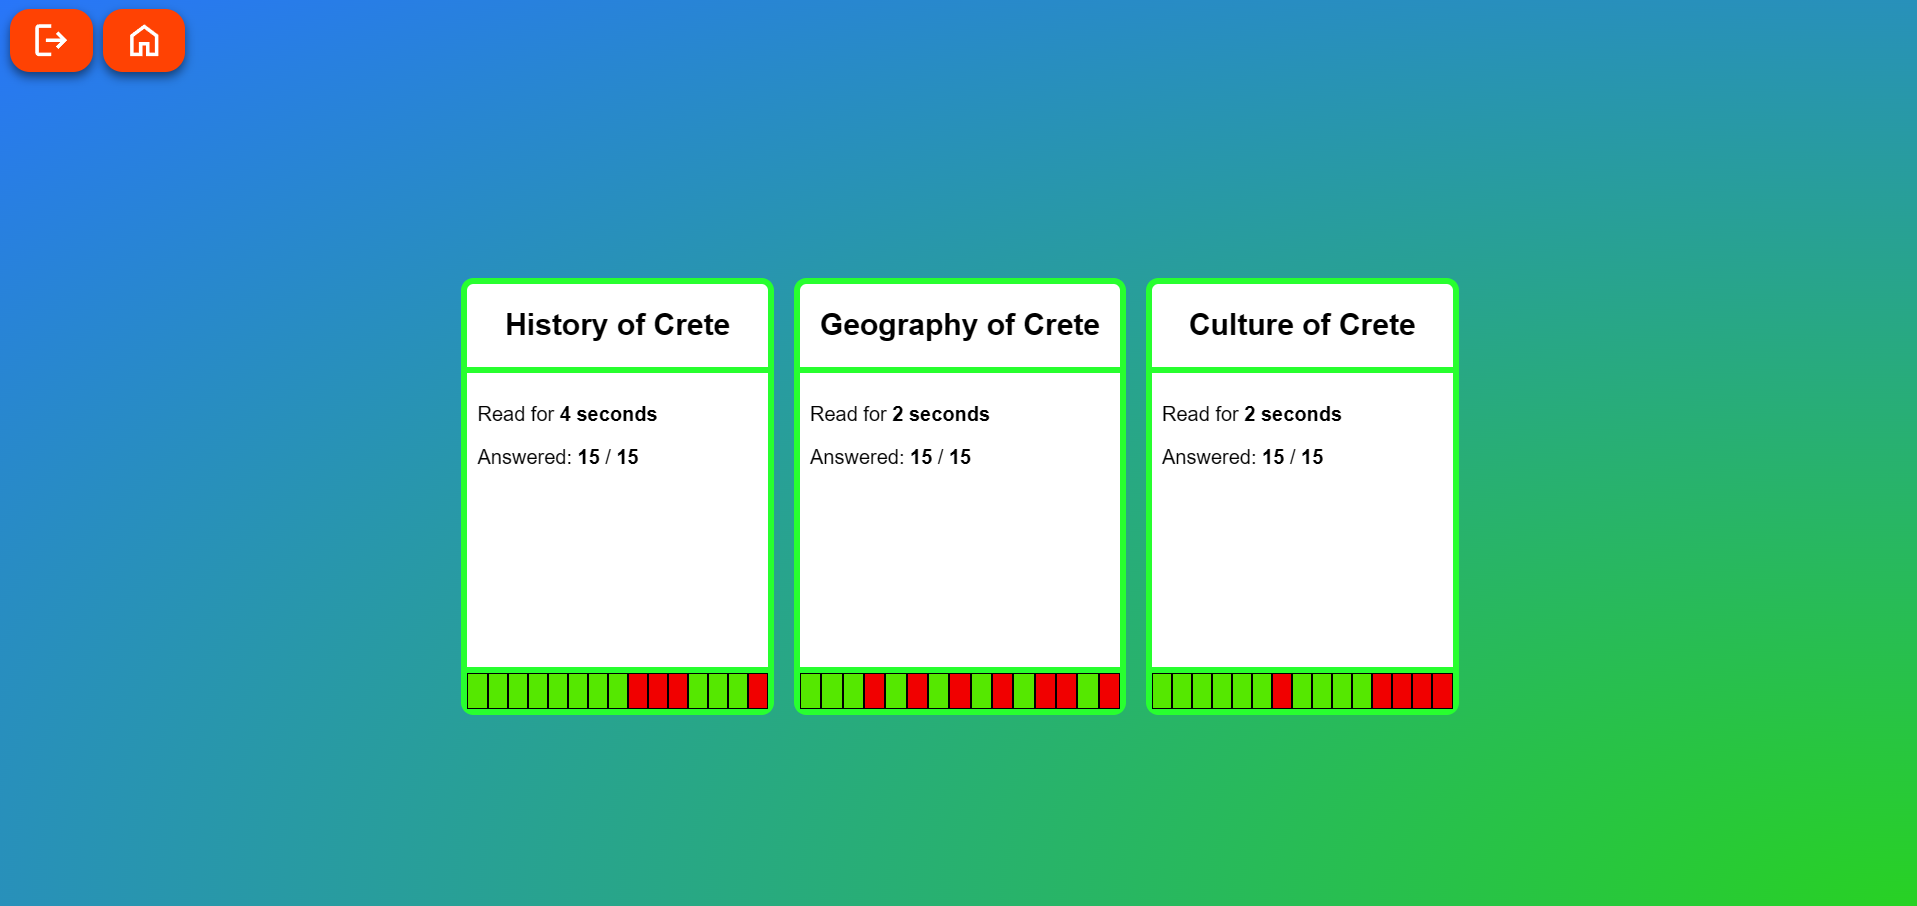 History of Crete
Read for 4 seconds
Answered: 15 / 15
Geography of Crete
Read for 2 seconds
Answered: 15 / 15
Culture of Crete
Read for 2 seconds
Answered: 15 / 15